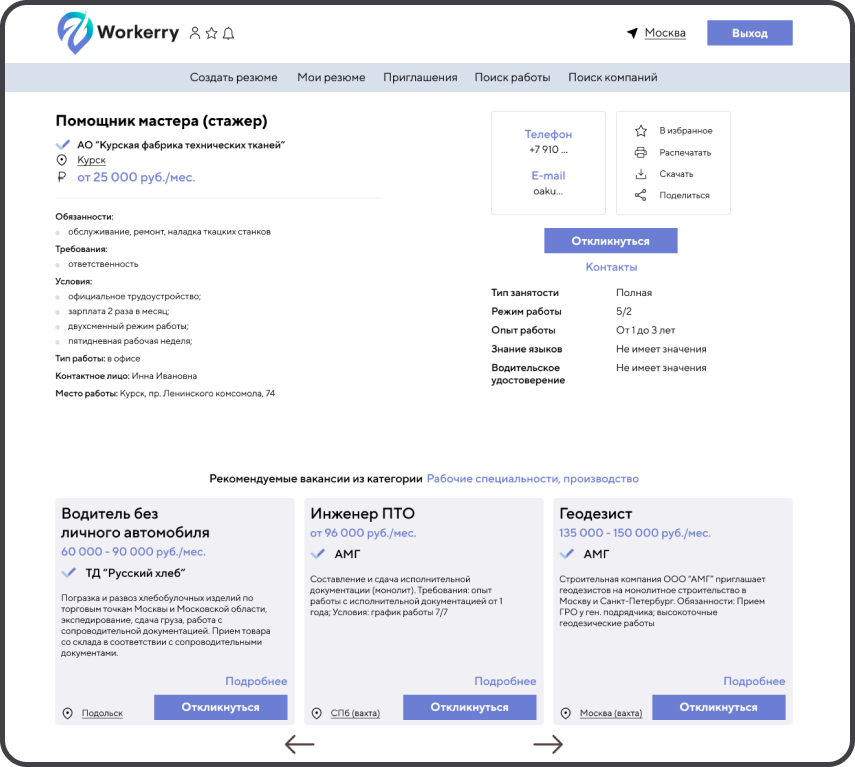 Workerry
Москва
Выход
Создать резюме
Мои резюме
Приглашения
Поиск работы
Поиск компаний
Помощник мастера (стажер)
АО "Курская фабрика технических тканей"
Курск
от 25 000 руб./мес.
Обязанности:
обслуживание, ремонт, наладка ткацких станков
Требования:
ответственность
Условия:
официальное трудоустройство;
зарплата 2 раза в месяц;
двухсменный режим работы;
пятидневная рабочая неделя;
Тип работы: в офисе
Контактное лицо: Инна Ивановна
Место работы: Курск, пр. Ленинского комсомола, 74
Телефон
+7 910 ...
E-mail
oaku...
В избранное
Распечатать
Скачать
Поделиться
Откликнуться
Контакты
Тип занятости Полная
Режим работы 5/2
Опыт работы От 1 до 3 лет
Знание языков Не имеет значения
Водительское Не имеет значения
удостоверение
Рекомендуемые вакансии из категории Рабочие специальности, производство
Водитель без
личного автомобиля
60 000 - 90 000 руб./мес.
ТД "Русский хлеб"
Погразка и развоз хлебобулочных изделий по
торговым точкам Москвы и Московской области,
экспедирование, сдача груза, работа с
сопроводительной документацией. Прием товара
со склада в соответствии с сопроводительными
документами.
Подробнее
Подольск
Откликнуться
Инженер ПТО
от 96 000 руб./мес.
АМГ
Составление и сдача исполнительной
документации (монолит). Требования: опыт
работы с исполнительной документацией от 1
года; Условия: график работы 7/7
Подробнее
СПб (вахта)
Откликнуться
Геодезист
135 000 - 150 000 руб./мес.
АМГ
Строительная компания ООО "АМГ" приглашает
геодезистов на монолитное строительство в
Москву и Санкт-Петербург. Обязанности: Прием
ГРО у ген. подрядчика; высокоточные
геодезические работы
Подробнее
Москва (вахта)
Откликнуться